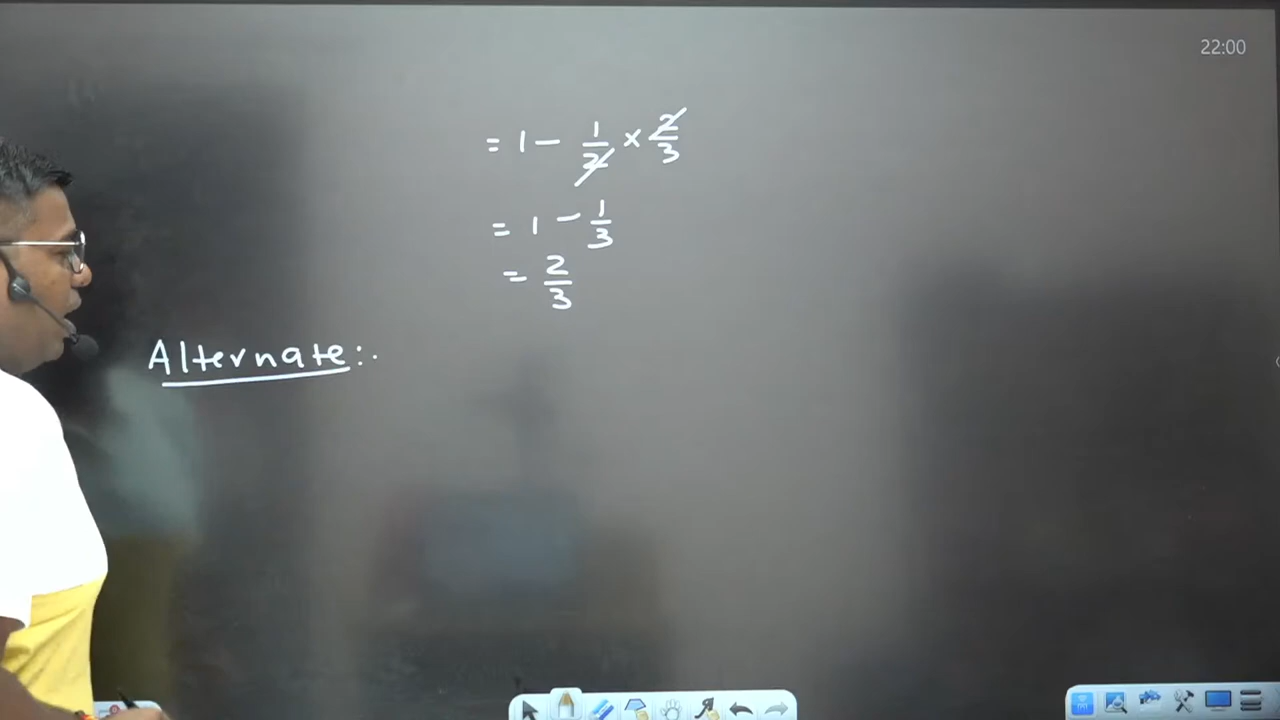 22:00
= 1 - 1/2 × 2/3
= 1 - 1/3
= 2/3
Alternate:.